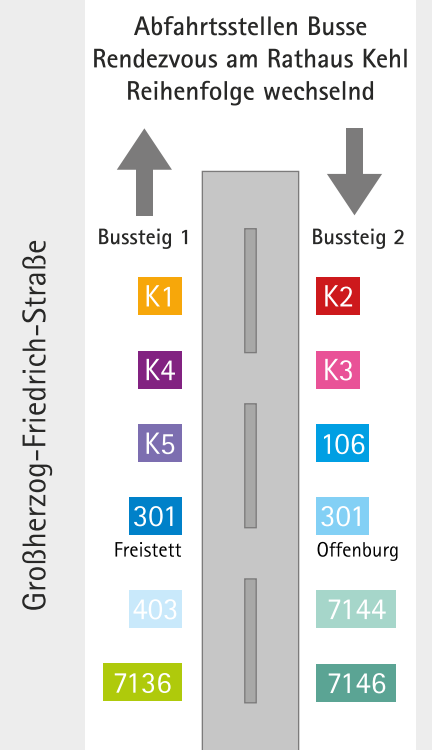 Abfahrtsstellen Busse
Rendezvous am Rathaus Kehl
Reihenfolge wechselnd
Großherzog-Friedrich-Straße
Bussteig 1
K1
K4
K5
301
Freistett
403
7136
Bussteig 2
K2
K3
106
301
Offenburg
7144
7146